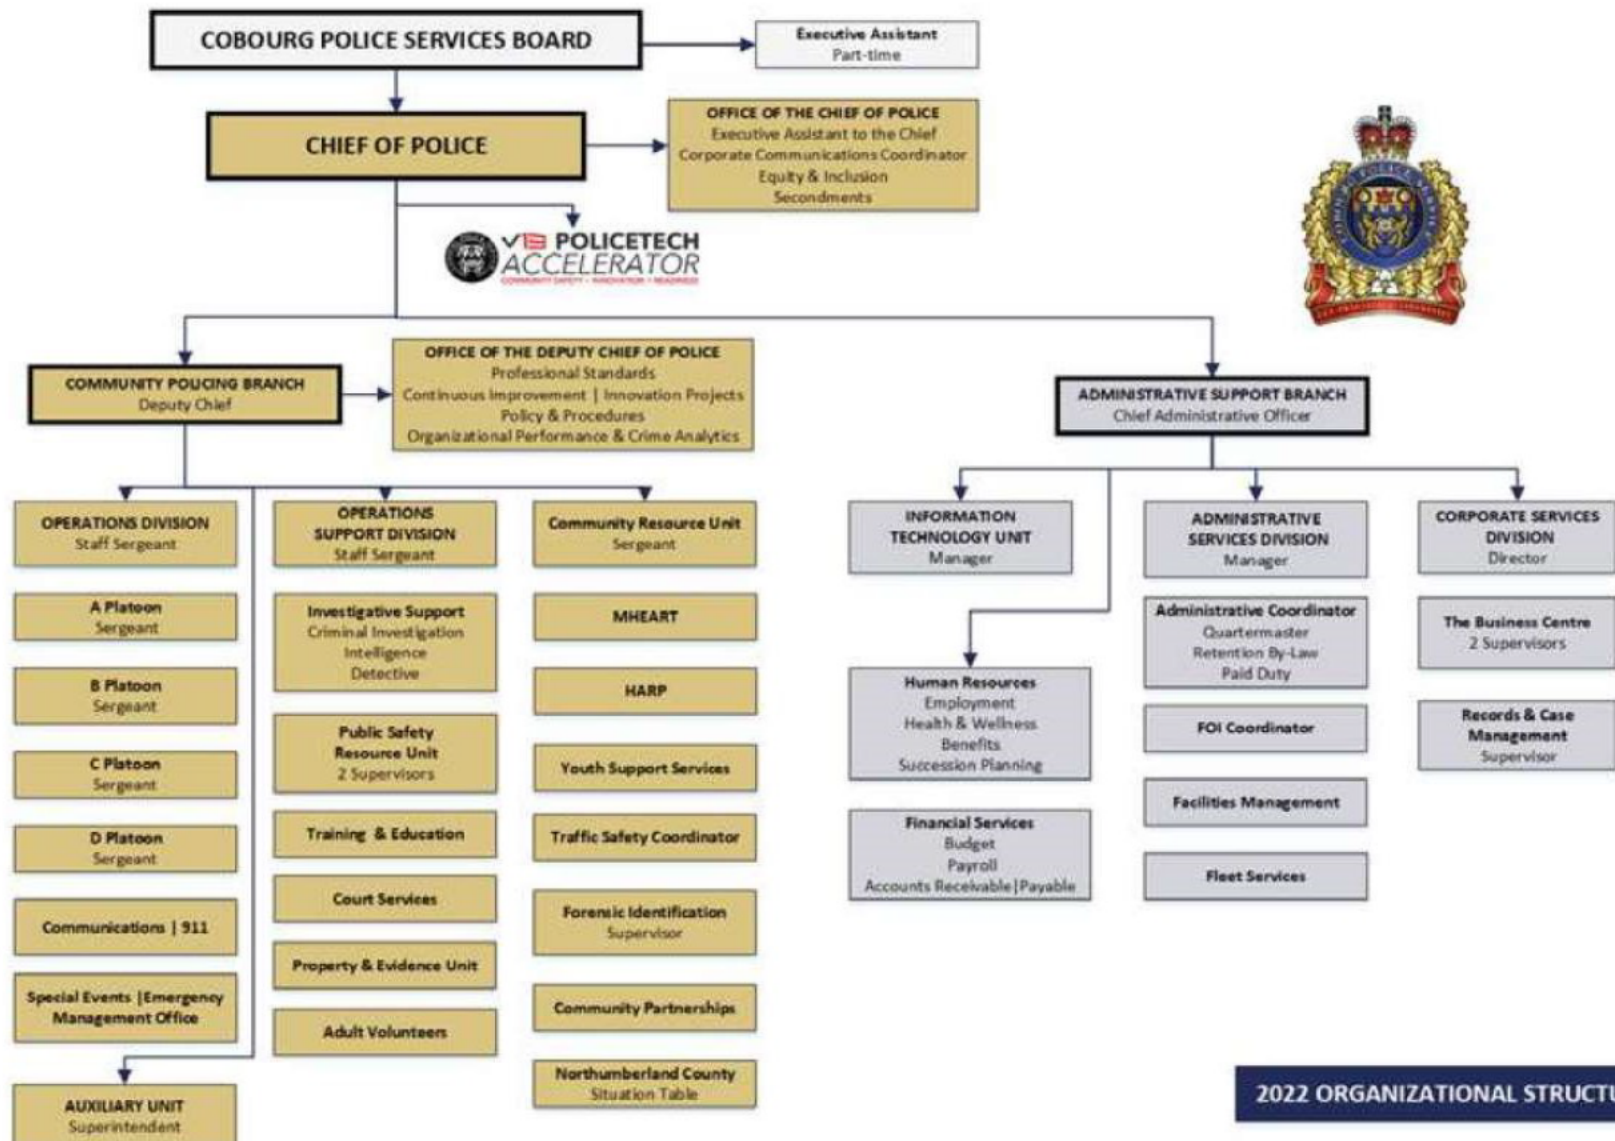 COBOURG POLICE SERVICES BOARD
Executive Assistant
Part-time
CHIEF OF POLICE
OFFICE OF THE CHIEF OF POLICE
Executive Assistant to the Chief
Corporate Communications Coordinator
Equity & Inclusion
Secondments
POLICETECH
ACCELERATOR
COMMUNITY SAFETY • INNOVATION • READINESS
COMMUNITY POLICING BRANCH
Deputy Chief
OFFICE OF THE DEPUTY CHIEF OF POLICE
Professional Standards
Continuous Improvement | Innovation Projects
Policy & Procedures
Organizational Performance & Crime Analytics
ADMINISTRATIVE SUPPORT BRANCH
Chief Administrative Officer
OPERATIONS DIVISION
Staff Sergeant
A Platoon
Sergeant
B Platoon
Sergeant
C Platoon
Sergeant
D Platoon
Sergeant
Communications | 911
Special Events |Emergency
Management Office
AUXILIARY UNIT
Superintendent
OPERATIONS
SUPPORT DIVISION
Staff Sergeant
Investigative Support
Criminal Investigation
Intelligence
Detective
Public Safety
Resource Unit
2 Supervisors
Training & Education
Court Services
Property & Evidence Unit
Adult Volunteers
Community Resource Unit
Sergeant
MHEART
HARP
Youth Support Services
Traffic Safety Coordinator
Forensic Identification
Supervisor
Community Partnerships
Northumberland County
Situation Table
INFORMATION
TECHNOLOGY UNIT
Manager
Human Resources
Employment
Health & Wellness
Benefits
Succession Planning
Financial Services
Budget
Payroll
Accounts Receivable|Payable
ADMINISTRATIVE
SERVICES DIVISION
Manager
Administrative Coordinator
Quartermaster
Retention By-Law
Paid Duty
FOI Coordinator
Facilities Management
Fleet Services
CORPORATE SERVICES
DIVISION
Director
The Business Centre
2 Supervisors
Records & Case
Management
Supervisor
2022 ORGANIZATIONAL STRUCTU